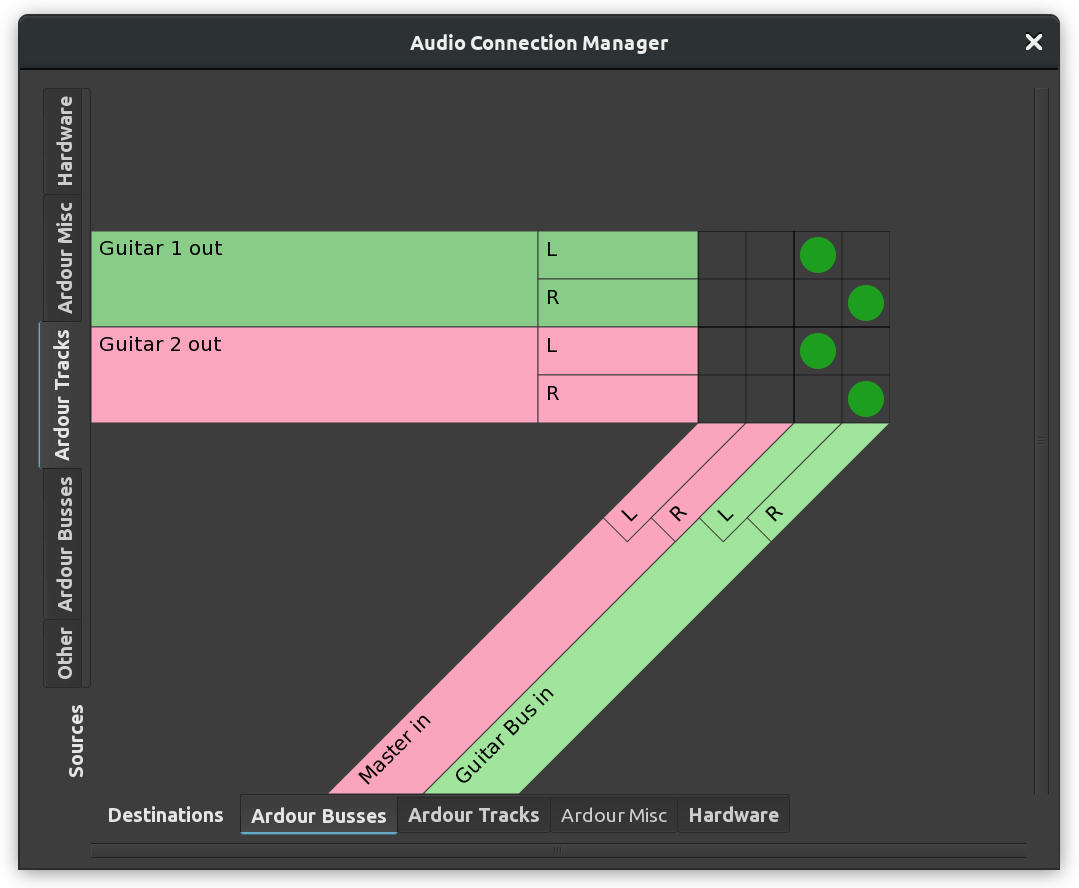 Audio Connection Manager
Hardware
Ardour Misc
Ardour Tracks
Ardour Busses
Other
Sources
Guitar 1 out
L
R
Guitar 2 out
L
R
L
R
L
R
Master in
Guitar Bus in
Destinations
Ardour Busses
Ardour Tracks
Ardour Misc
Hardware